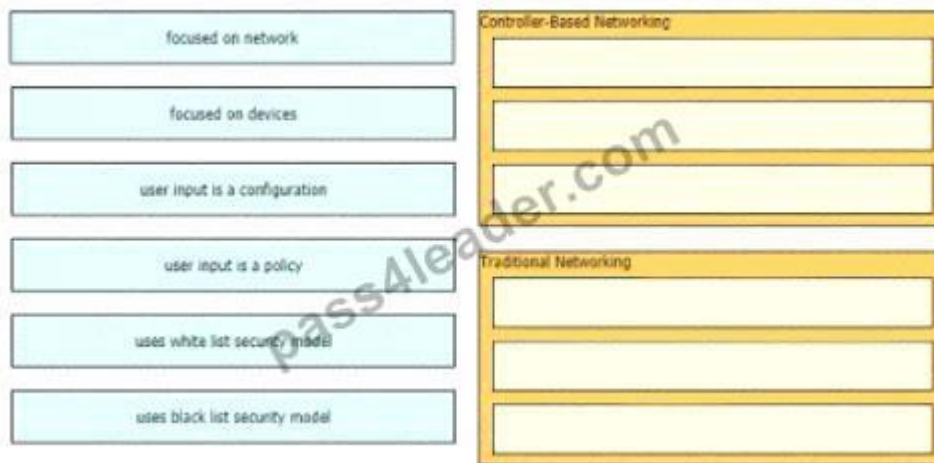 focused on network
focused on devices
user input is a configuration
user input is a policy
uses white list security model
uses black list security model
Controller-Based Networking
Traditional Networking
pass4leader.com